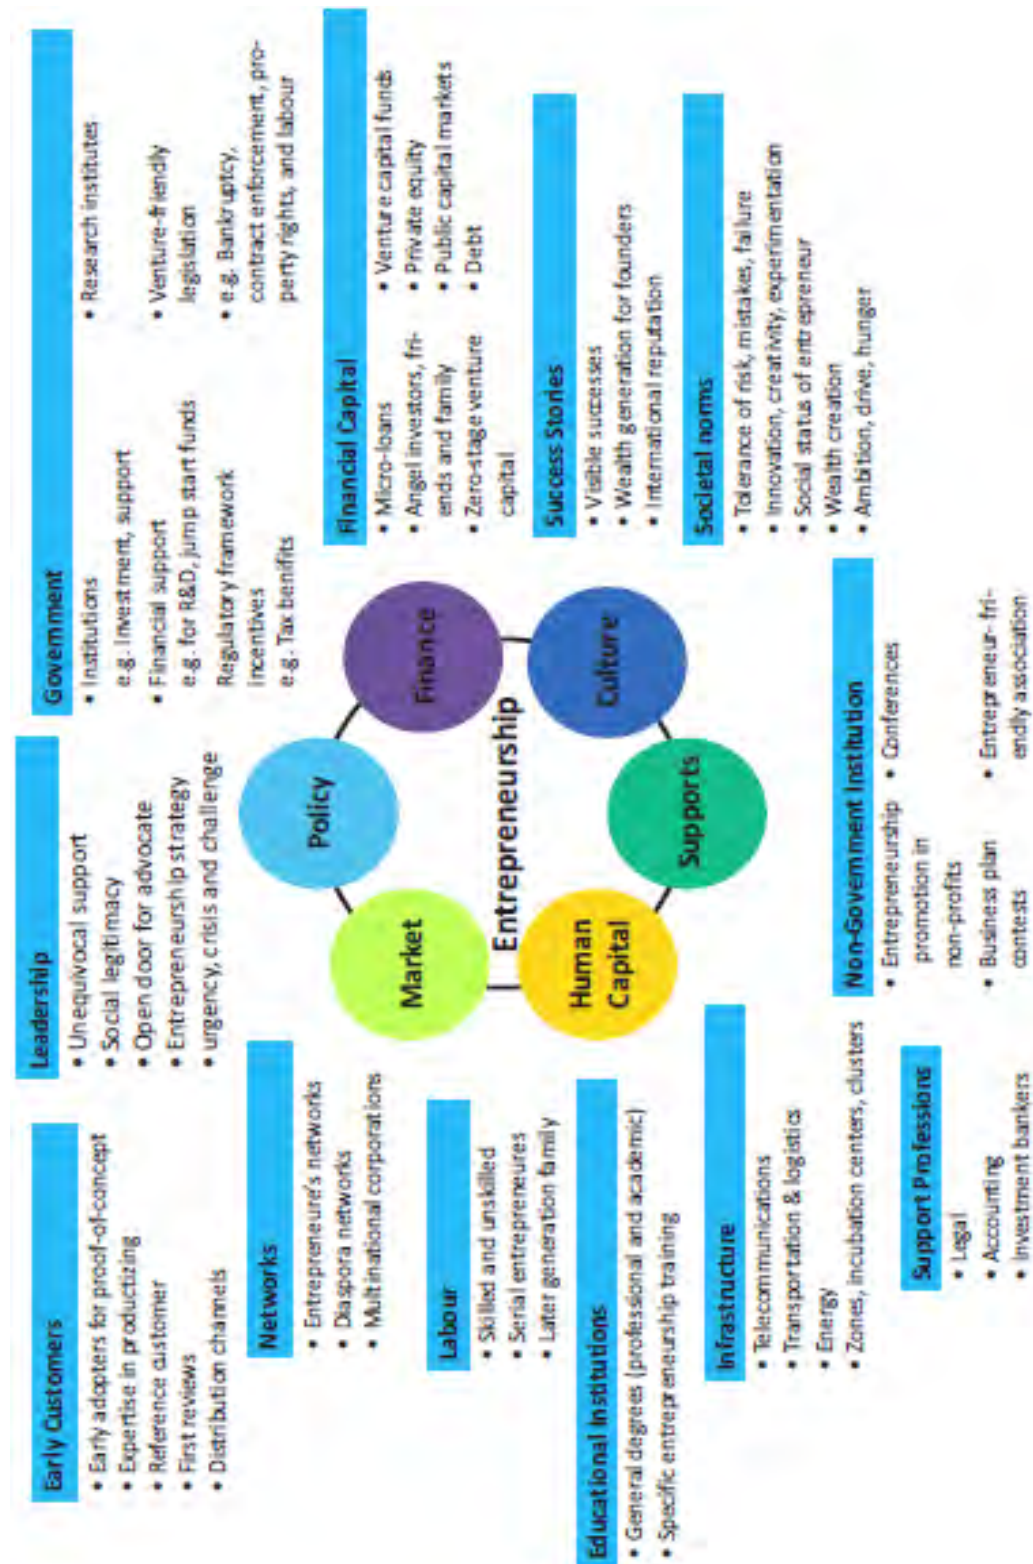 Early Customers
• Early adopters for proof-of-concept
• Expertise in productizing
• Reference customer
• First reviews
• Distribution channels
Leadership
• Unequivocal support
• Social legitimacy
• Open door for advocate
• Entrepreneurship strategy
• urgency, crisis and challenge
Government
• Institutions
e.g. Investment, support
• Financial support
e.g. for R&D, jump start funds
Regulatory framework
Incentives
e.g. Tax benifits
• Research institutes
• Venture-friendly
legislation
• e.g. Bankruptcy,
contract enforcement, pro-
perty rights, and labour
Networks
• Entrepreneure's networks
• Diaspora networks
• Multinational corporations
Labour
• Skilled and unskilled
• Serial entrepreneures
• Later generation family
Educational Institutions
• General degrees (professional and academic)
• Specific entrepreneurship training
Policy
Market
Finance
Entrepreneurship
Human
Capital
Culture
Supports
Financial Capital
• Micro-loans
• Angel investors, fri-
ends and family
• Zero-stage venture
capital
• Venture capital funds
• Private equity
• Public capital markets
• Debt
Success Stories
• Visible successes
• Wealth generation for founders
• International reputation
Societal norms
• Tolerance of risk, mistakes, failure
• Innovation, creativity, experimentation
• Social status of entrepreneur
• Wealth creation
• Ambition, drive, hunger
Infrastructure
• Telecommunications
• Transportation & logistics
• Energy
• Zones, incubation centers, clusters
Support Professions
• Legal
• Accounting
• Investment bankers
Non-Government Institution
• Entrepreneurship
promotion in
non-profits
• Business plan
contests
• Conferences
• Entrepreneur- fri-
endly association